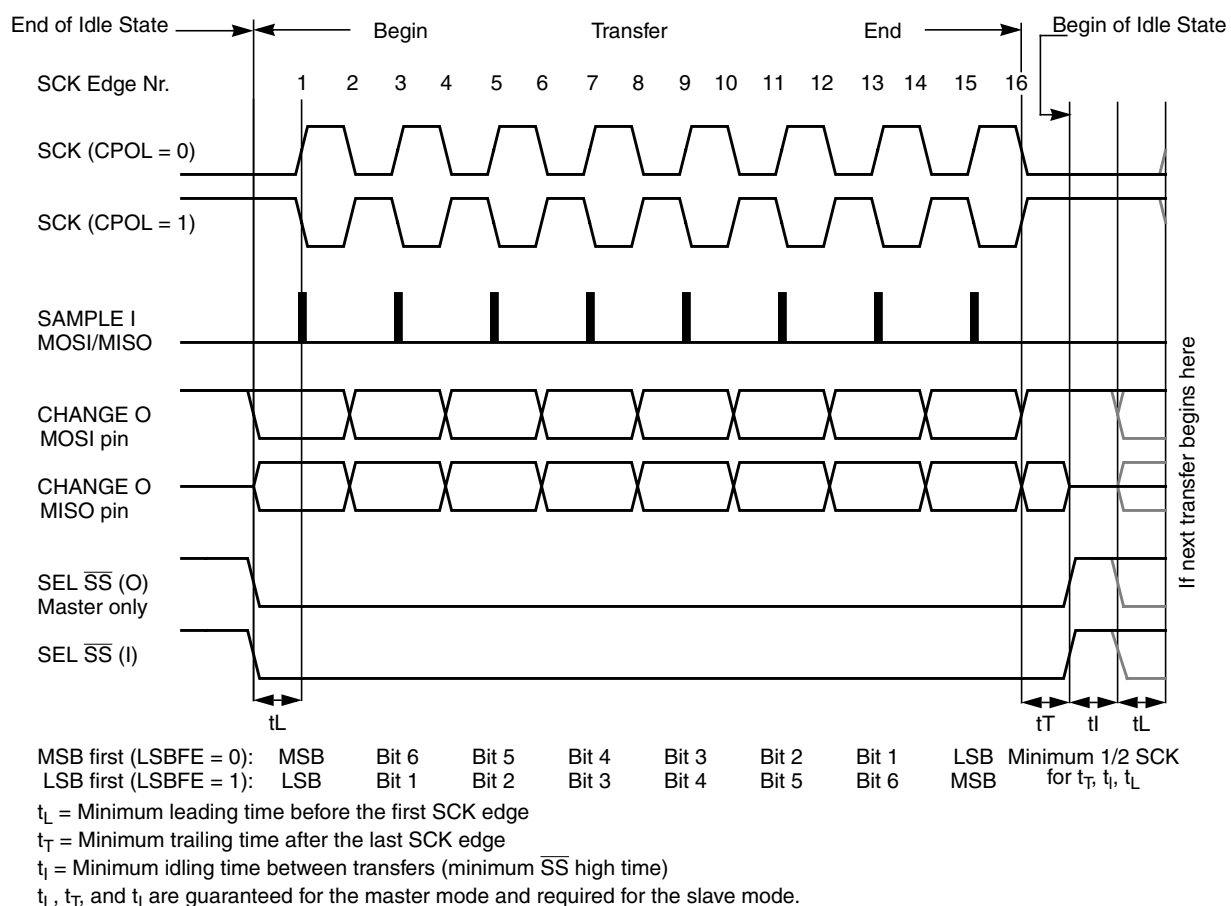 End of Idle State
Begin
Transfer
End
Begin of Idle State
SCK Edge Nr.
1 2 3 4 5 6 7 8 9 10 11 12 13 14 15 16
SCK (CPOL = 0)
SCK (CPOL = 1)
SAMPLE I
MOSI/MISO
CHANGE O
MOSI pin
CHANGE O
MISO pin
SEL S̅S̅ (O)
Master only
SEL S̅S̅ (I)
If next transfer begins here
tL
tT tI tL
MSB first (LSBFE = 0): MSB Bit 6 Bit 5 Bit 4 Bit 3 Bit 2 Bit 1 LSB Minimum 1/2 SCK
LSB first (LSBFE = 1): LSB Bit 1 Bit 2 Bit 3 Bit 4 Bit 5 Bit 6 MSB for tT, tI, tL
tL = Minimum leading time before the first SCK edge
tT = Minimum trailing time after the last SCK edge
tI = Minimum idling time between transfers (minimum S̅S̅ high time)
tL, tT, and tI are guaranteed for the master mode and required for the slave mode.